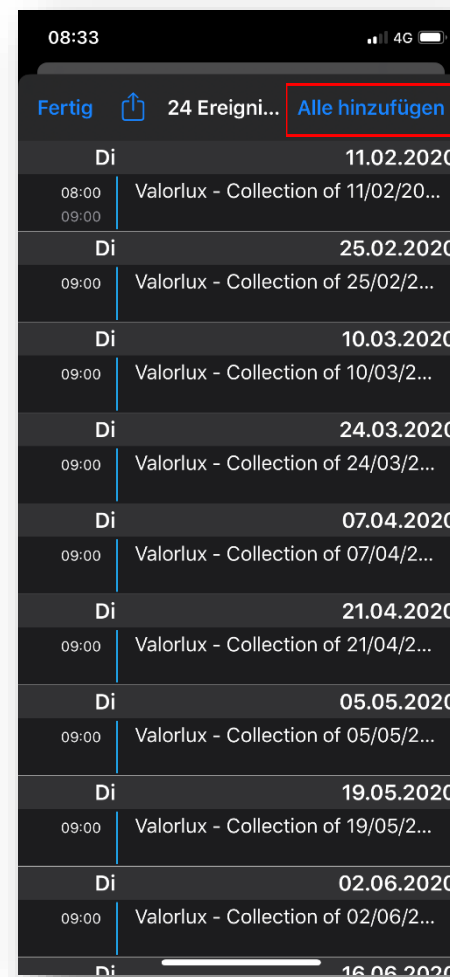 08:33 4G
Fertig 24 Ereigni... Alle hinzufügen
Di 11.02.2020
08:00 Valorlux - Collection of 11/02/20...
09:00
Di 25.02.2020
09:00 Valorlux - Collection of 25/02/2...
Di 10.03.2020
09:00 Valorlux - Collection of 10/03/2...
Di 24.03.2020
09:00 Valorlux - Collection of 24/03/2...
Di 07.04.2020
09:00 Valorlux - Collection of 07/04/2...
Di 21.04.2020
09:00 Valorlux - Collection of 21/04/2...
Di 05.05.2020
09:00 Valorlux - Collection of 05/05/2...
Di 19.05.2020
09:00 Valorlux - Collection of 19/05/2...
Di 02.06.2020
09:00 Valorlux - Collection of 02/06/2...
Di 16.06.2020